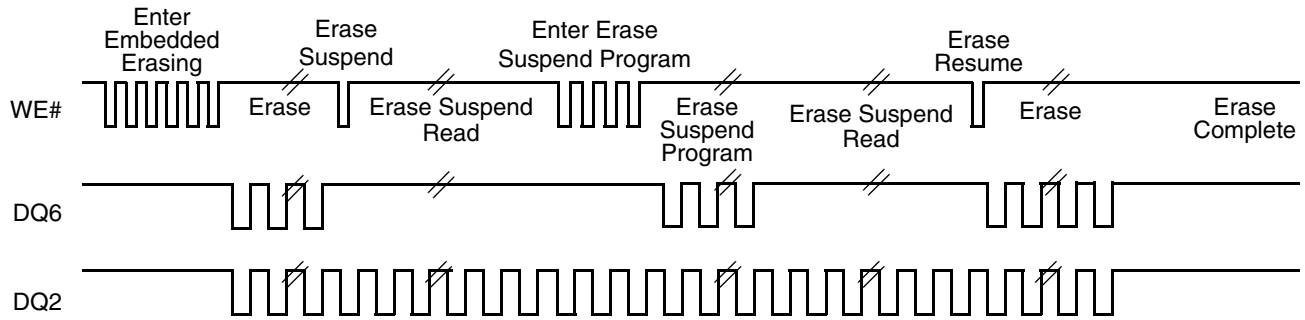 Enter
Embedded
Erasing
Erase
Suspend
Enter Erase
Suspend Program
Erase
Resume
WE#
Erase
Erase Suspend
Read
Erase
Suspend
Program
Erase Suspend
Read
Erase
Erase
Complete
DQ6
DQ2